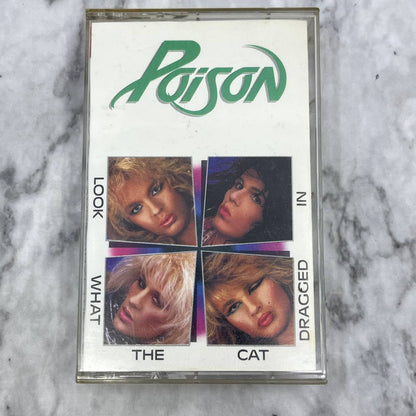 POISON
LOOK WHAT
THE CAT
DRAGGED IN